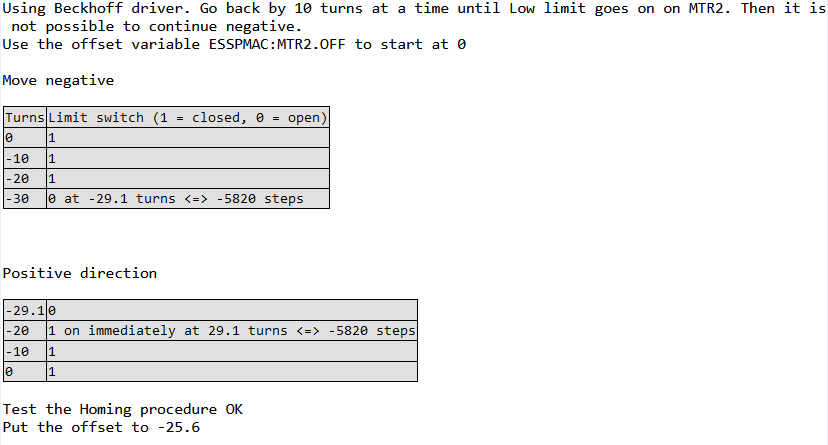 Using Beckhoff driver. Go back by 10 turns at a time until Low limit goes on on MTR2. Then it is
not possible to continue negative.
Use the offset variable ESSPMAC:MTR2.OFF to start at 0
Move negative
Turns Limit switch (1 = closed, 0 = open)
0 1
-10 1
-20 1
-30 0 at -29.1 turns <=> -5820 steps
Positive direction
-29.1 0
-20 1 on immediately at 29.1 turns <=> -5820 steps
-10 1
0 1
Test the Homing procedure OK
Put the offset to -25.6